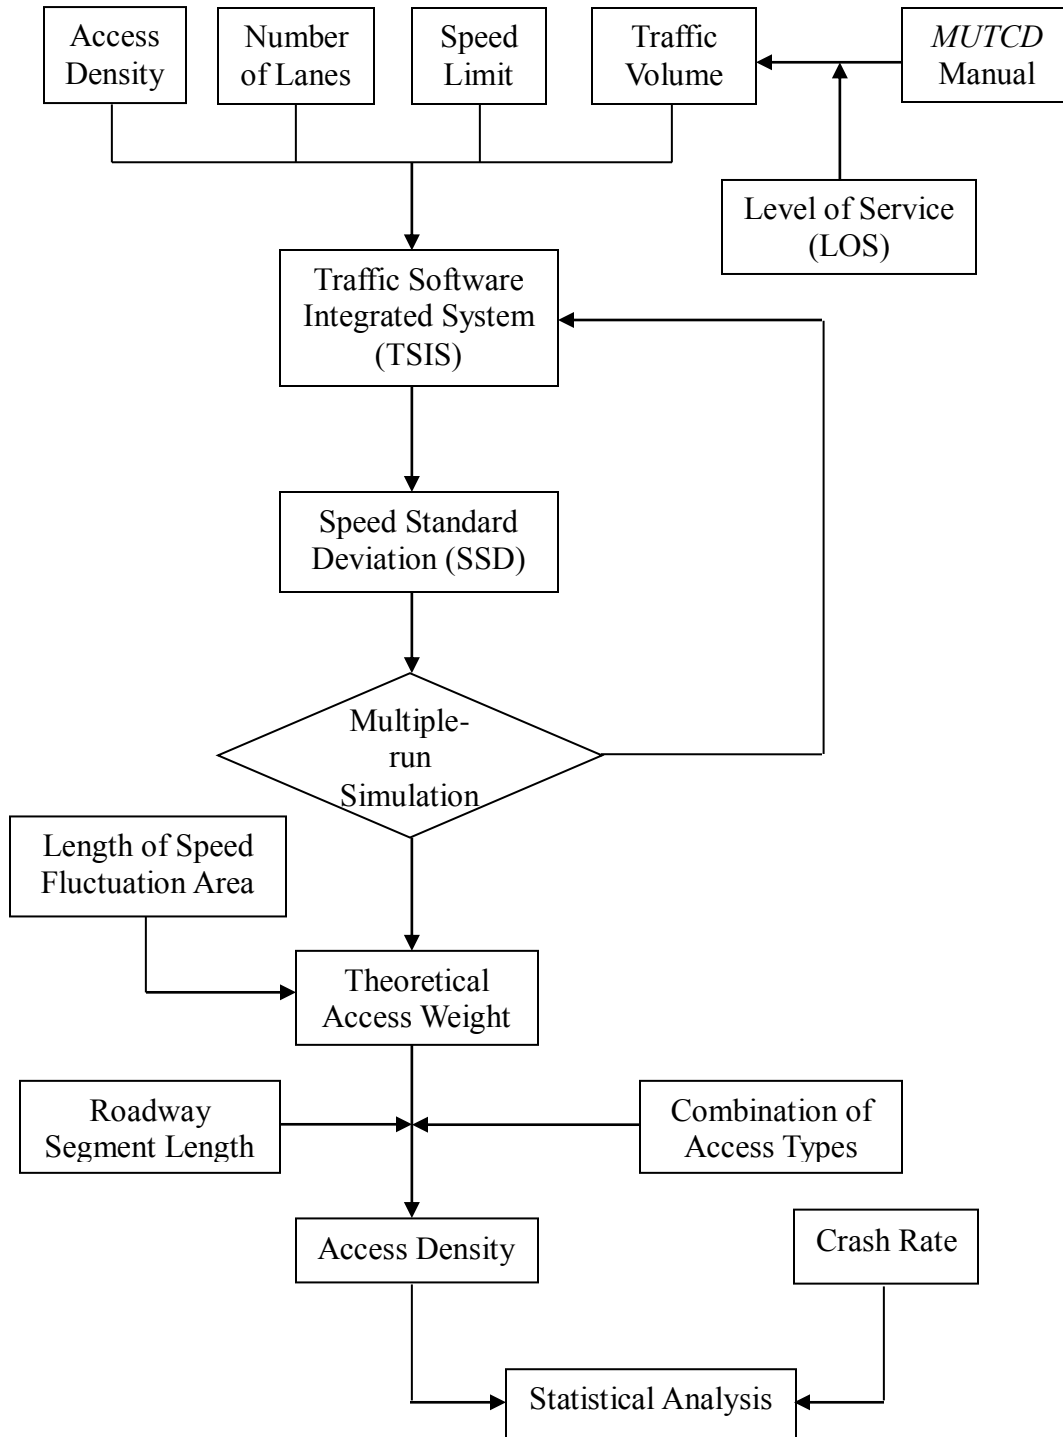 Access
Density
Number
of Lanes
Speed
Limit
Traffic
Volume
MUTCD
Manual
Level of Service
(LOS)
Traffic Software
Integrated System
(TSIS)
Speed Standard
Deviation (SSD)
Multiple-
run
Simulation
Length of Speed
Fluctuation Area
Theoretical
Access Weight
Roadway
Segment Length
Combination of
Access Types
Access Density
Crash Rate
Statistical Analysis